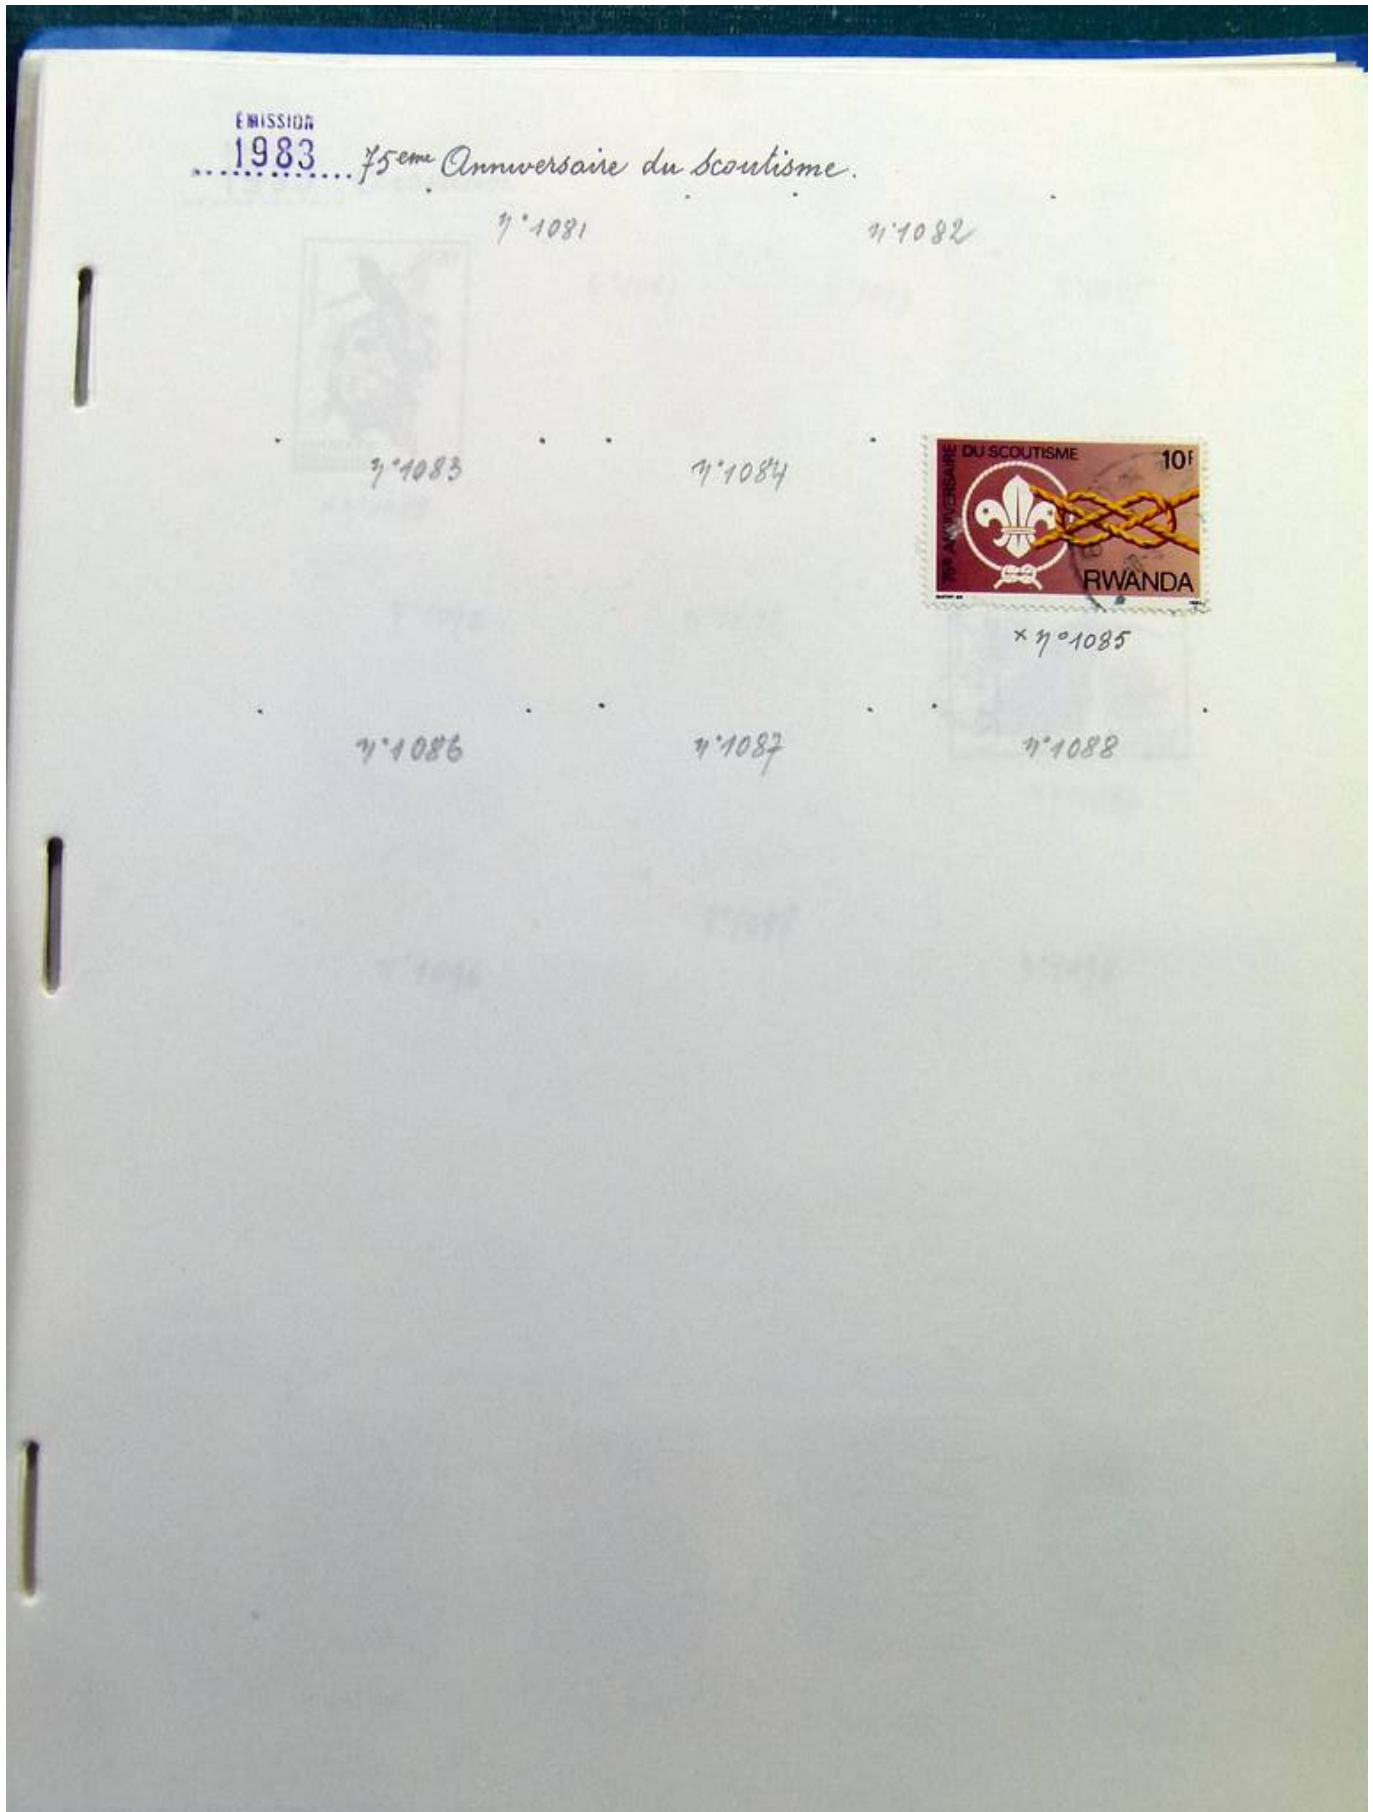 ÉMISSION
1983 75eme Anniversaire du Scoutisme.
n°1081 n°1082
n°1083 n°1084
75e ANNIVERSAIRE DU SCOUTISME
10F
RWANDA
x n°1085
n°1086 n°1087 n°1088